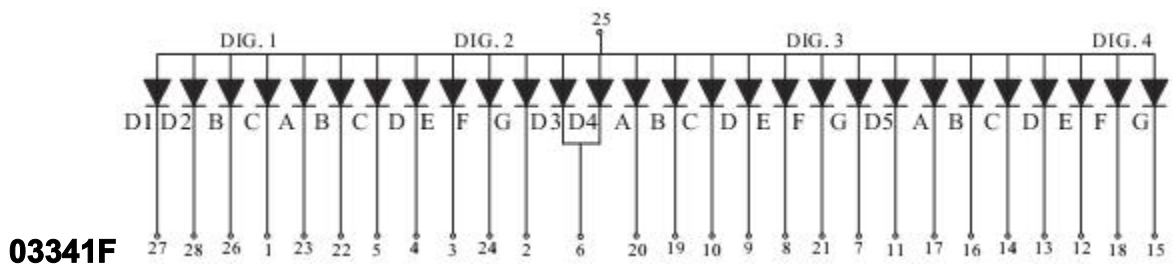 25
DIG. 1 DIG. 2 DIG. 3 DIG. 4
D1 D2 B C A B C D E F G D3 D4 A B C D E F G D5 A B C D E F G
03341F 27 28 26 1 23 22 5 4 3 24 2 6 20 19 10 9 8 21 7 11 17 16 14 13 12 18 15